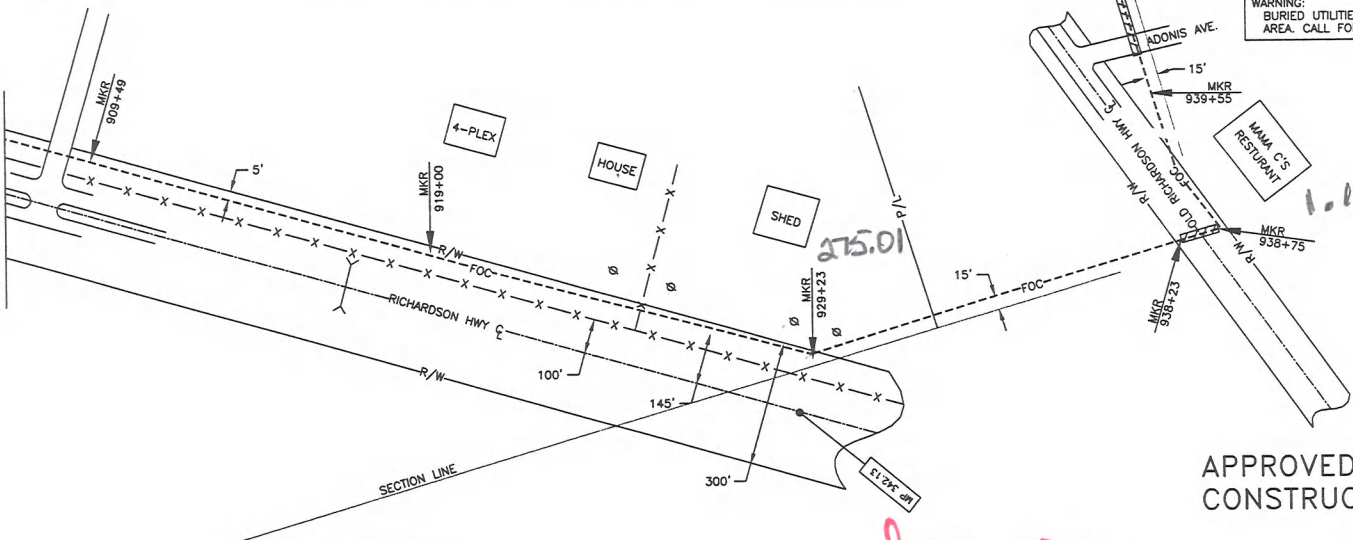 WARNING:
BURIED UTILITIE
AREA. CALL FO
ADONIS AVE.
15'
MKR
939+55
MKR
909+49
4-PLEX
5'
HOUSE
MKR
919+00
MAMA C'S
RESTURANT
OLD RICHARDSON HWY ℄
FOC
R/W
R/W
SHED
P/L
275.01
MKR
938+75
R/W
FOC
MKR
929+23
15'
FOC
MKR
938+23
RICHARDSON HWY ℄
R/W
100'
145'
300'
MP 342.13
SECTION LINE
APPROVED
CONSTRUC